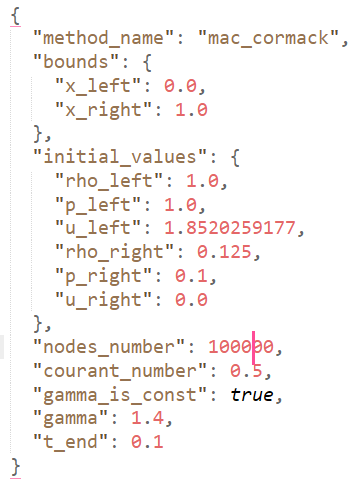 {
"method_name": "mac_cormack",
"bounds": {
"x_left": 0.0,
"x_right": 1.0
},
"initial_values": {
"rho_left": 1.0,
"p_left": 1.0,
"u_left": 1.8520259177,
"rho_right": 0.125,
"p_right": 0.1,
"u_right": 0.0
},
"nodes_number": 100000,
"courant_number": 0.5,
"gamma_is_const": true,
"gamma": 1.4,
"t_end": 0.1
}